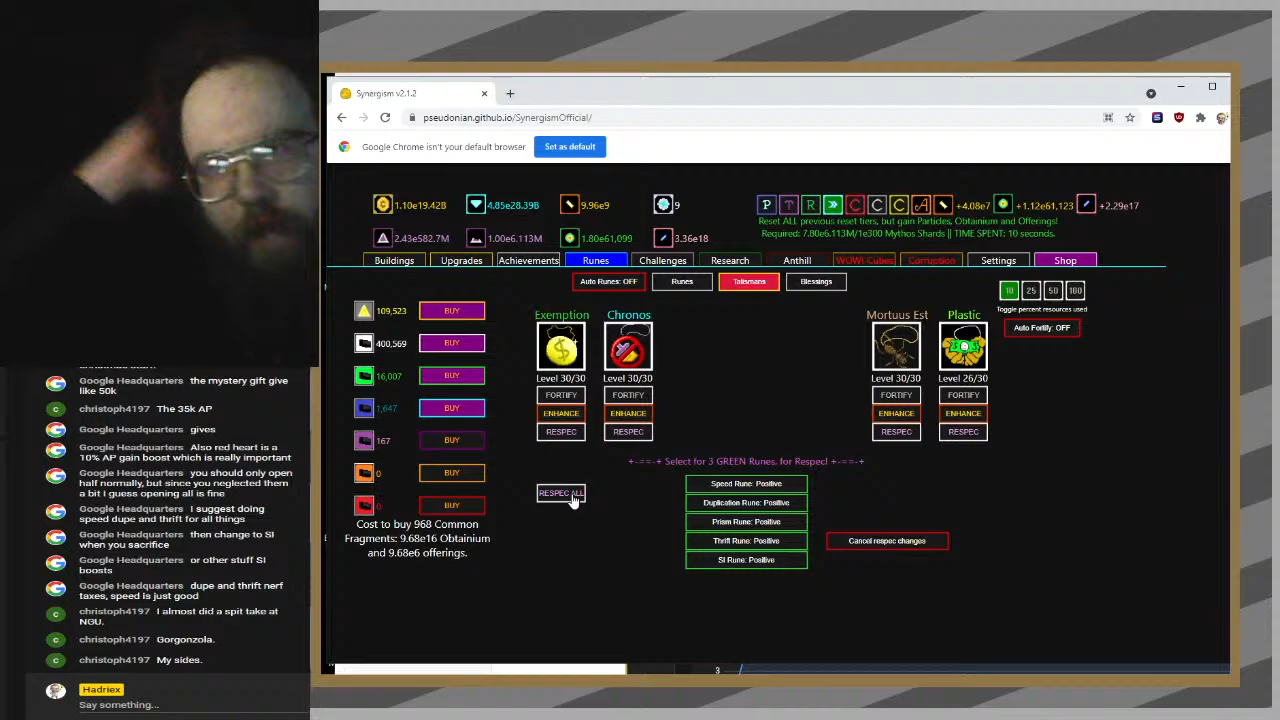 Synergism v2.1.2
pseudonian.github.io/SynergismOfficial/
Google Chrome isn't your default browser
Set as default
1.10e19.42B
4.85e28.39B
9.96e9
9
P T R C C C A
+4.08e7
+1.12e61,123
+2.29e17
Reset ALL previous reset tiers, but gain Particles, Obtainium and Offerings!
Required: 7.80e6.113M/1e300 Mythos Shards || TIME SPENT: 10 seconds.
2.43e582.7M
1.00e6.113M
1.80e61,099
3.36e18
Buildings
Upgrades
Achievements
Runes
Challenges
Research
Anthill
WOW! Cubes
Corruption
Settings
Shop
Auto Runes: OFF
Runes
Talismans
Blessings
10 25 50 100
Toggle percent resources used
Auto Fortify: OFF
109,523 BUY
400,569 BUY
16,007 BUY
1,647 BUY
167 BUY
0 BUY
0 BUY
Cost to buy 968 Common
Fragments: 9.68e16 Obtainium
and 9.68e6 offerings.
Exemption
Level 30/30
FORTIFY
ENHANCE
RESPEC
Chronos
Level 30/30
FORTIFY
ENHANCE
RESPEC
Mortuus Est
Level 30/30
FORTIFY
ENHANCE
RESPEC
Plastic
Level 26/30
FORTIFY
ENHANCE
RESPEC
+-==-+ Select for 3 GREEN Runes, for Respec! +-==-+
RESPEC ALL
Speed Rune: Positive
Duplication Rune: Positive
Prism Rune: Positive
Thrift Rune: Positive
SI Rune: Positive
Cancel respec changes
3
Google Headquarters the mystery gift give
like 50k
christoph4197 The 35k AP
Google Headquarters gives
Google Headquarters Also red heart is a
10% AP gain boost which is really important
Google Headquarters you should only open
half normally, but since you neglected them
a bit I guess opening all is fine
Google Headquarters I suggest doing
speed dupe and thrift for all things
Google Headquarters then change to SI
when you sacrifice
Google Headquarters or other stuff SI
boosts
Google Headquarters dupe and thrift nerf
taxes, speed is just good
christoph4197 I almost did a spit take at
NGU.
christoph4197 Gorgonzola.
christoph4197 My sides.
Hadriex
Say something...